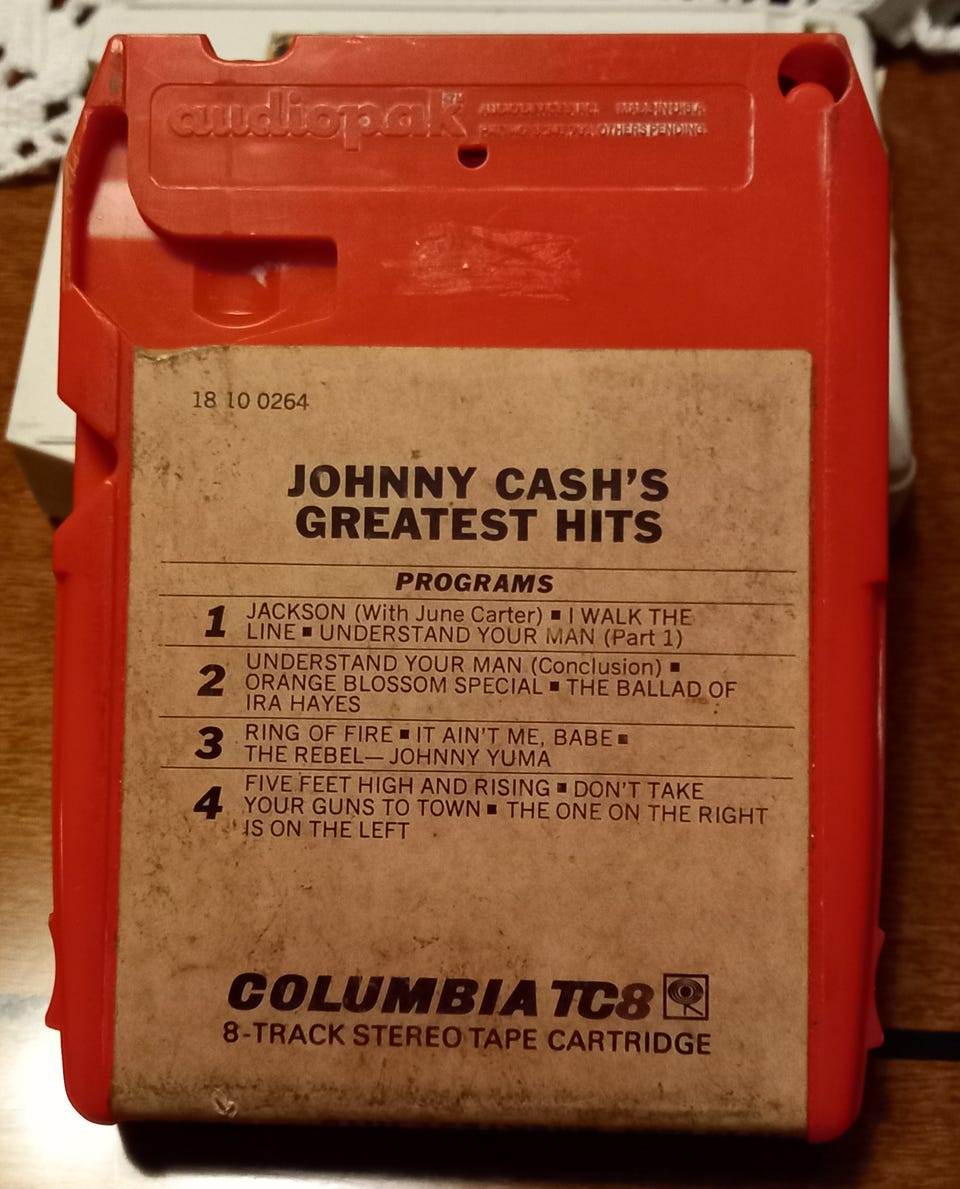 audiopak
OTHERS PENDING
18 10 0264
JOHNNY CASH'S
GREATEST HITS
PROGRAMS
1 JACKSON (With June Carter) ■ I WALK THE
LINE ■ UNDERSTAND YOUR MAN (Part 1)
2 UNDERSTAND YOUR MAN (Conclusion) ■
ORANGE BLOSSOM SPECIAL ■ THE BALLAD OF
IRA HAYES
3 RING OF FIRE ■ IT AIN'T ME, BABE ■
THE REBEL—JOHNNY YUMA
4 FIVE FEET HIGH AND RISING ■ DON'T TAKE
YOUR GUNS TO TOWN ■ THE ONE ON THE RIGHT
IS ON THE LEFT
COLUMBIA TC8
8-TRACK STEREO TAPE CARTRIDGE